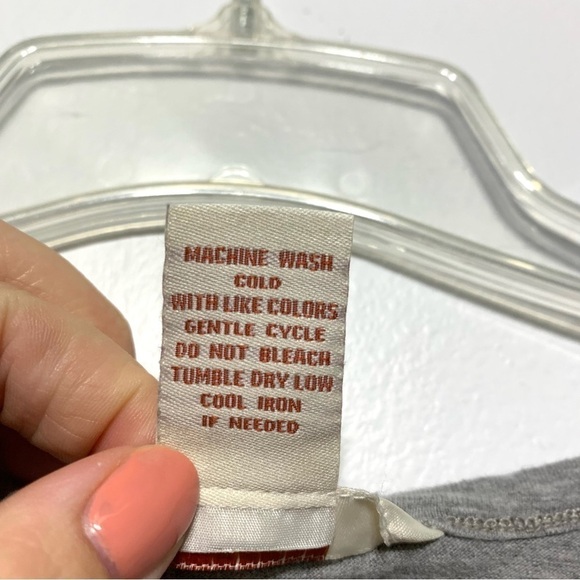 MACHINE WASH
COLD
WITH LIKE COLORS
GENTLE CYCLE
DO NOT BLEACH
TUMBLE DRY LOW
COOL IRON
IF NEEDED